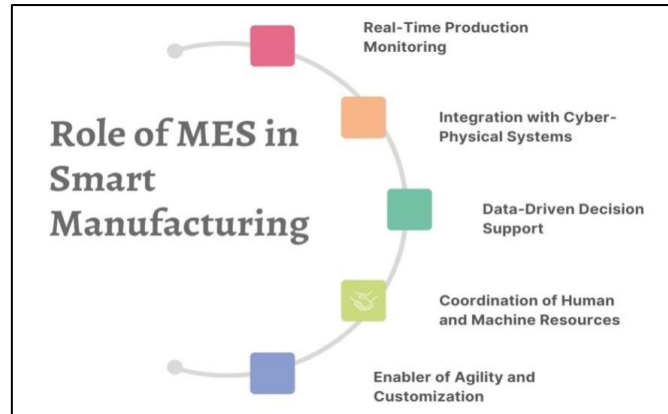 Role of MES in
Smart
Manufacturing
Real-Time Production
Monitoring
Integration with Cyber-
Physical Systems
Data-Driven Decision
Support
Coordination of Human
and Machine Resources
Enabler of Agility and
Customization